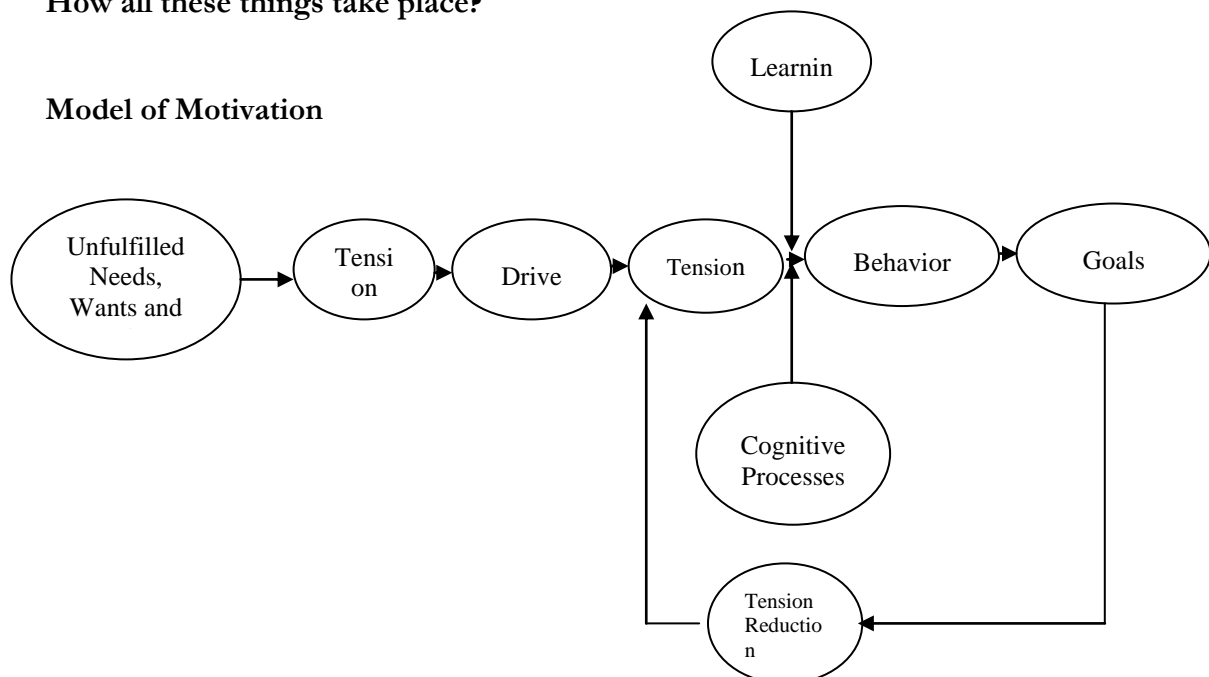 How all these things take place?
Learnin
Model of Motivation
Unfulfilled
Needs,
Wants and
Tensi
on
Drive
Tension
Behavior
Goals
Cognitive
Processes
Tension
Reductio
n